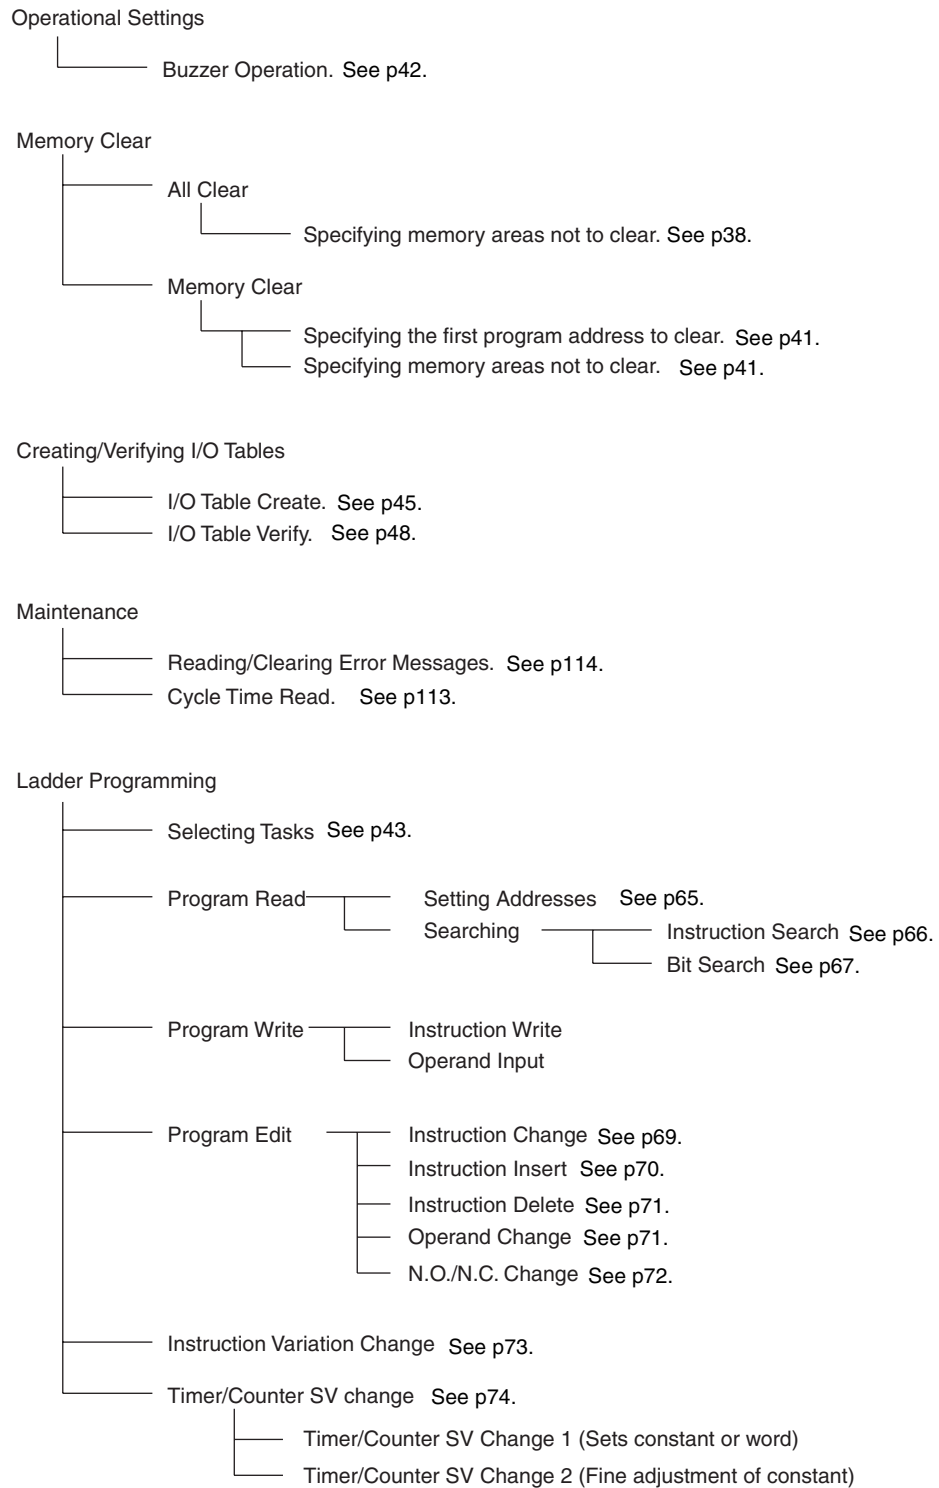 Operational Settings
Buzzer Operation. See p42.
Memory Clear
All Clear
Specifying memory areas not to clear. See p38.
Memory Clear
Specifying the first program address to clear. See p41.
Specifying memory areas not to clear. See p41.
Creating/Verifying I/O Tables
I/O Table Create. See p45.
I/O Table Verify. See p48.
Maintenance
Reading/Clearing Error Messages. See p114.
Cycle Time Read. See p113.
Ladder Programming
Selecting Tasks See p43.
Program Read Setting Addresses See p65.
Searching Instruction Search See p66.
Bit Search See p67.
Program Write Instruction Write
Operand Input
Program Edit Instruction Change See p69.
Instruction Insert See p70.
Instruction Delete See p71.
Operand Change See p71.
N.O./N.C. Change See p72.
Instruction Variation Change See p73.
Timer/Counter SV change See p74.
Timer/Counter SV Change 1 (Sets constant or word)
Timer/Counter SV Change 2 (Fine adjustment of constant)